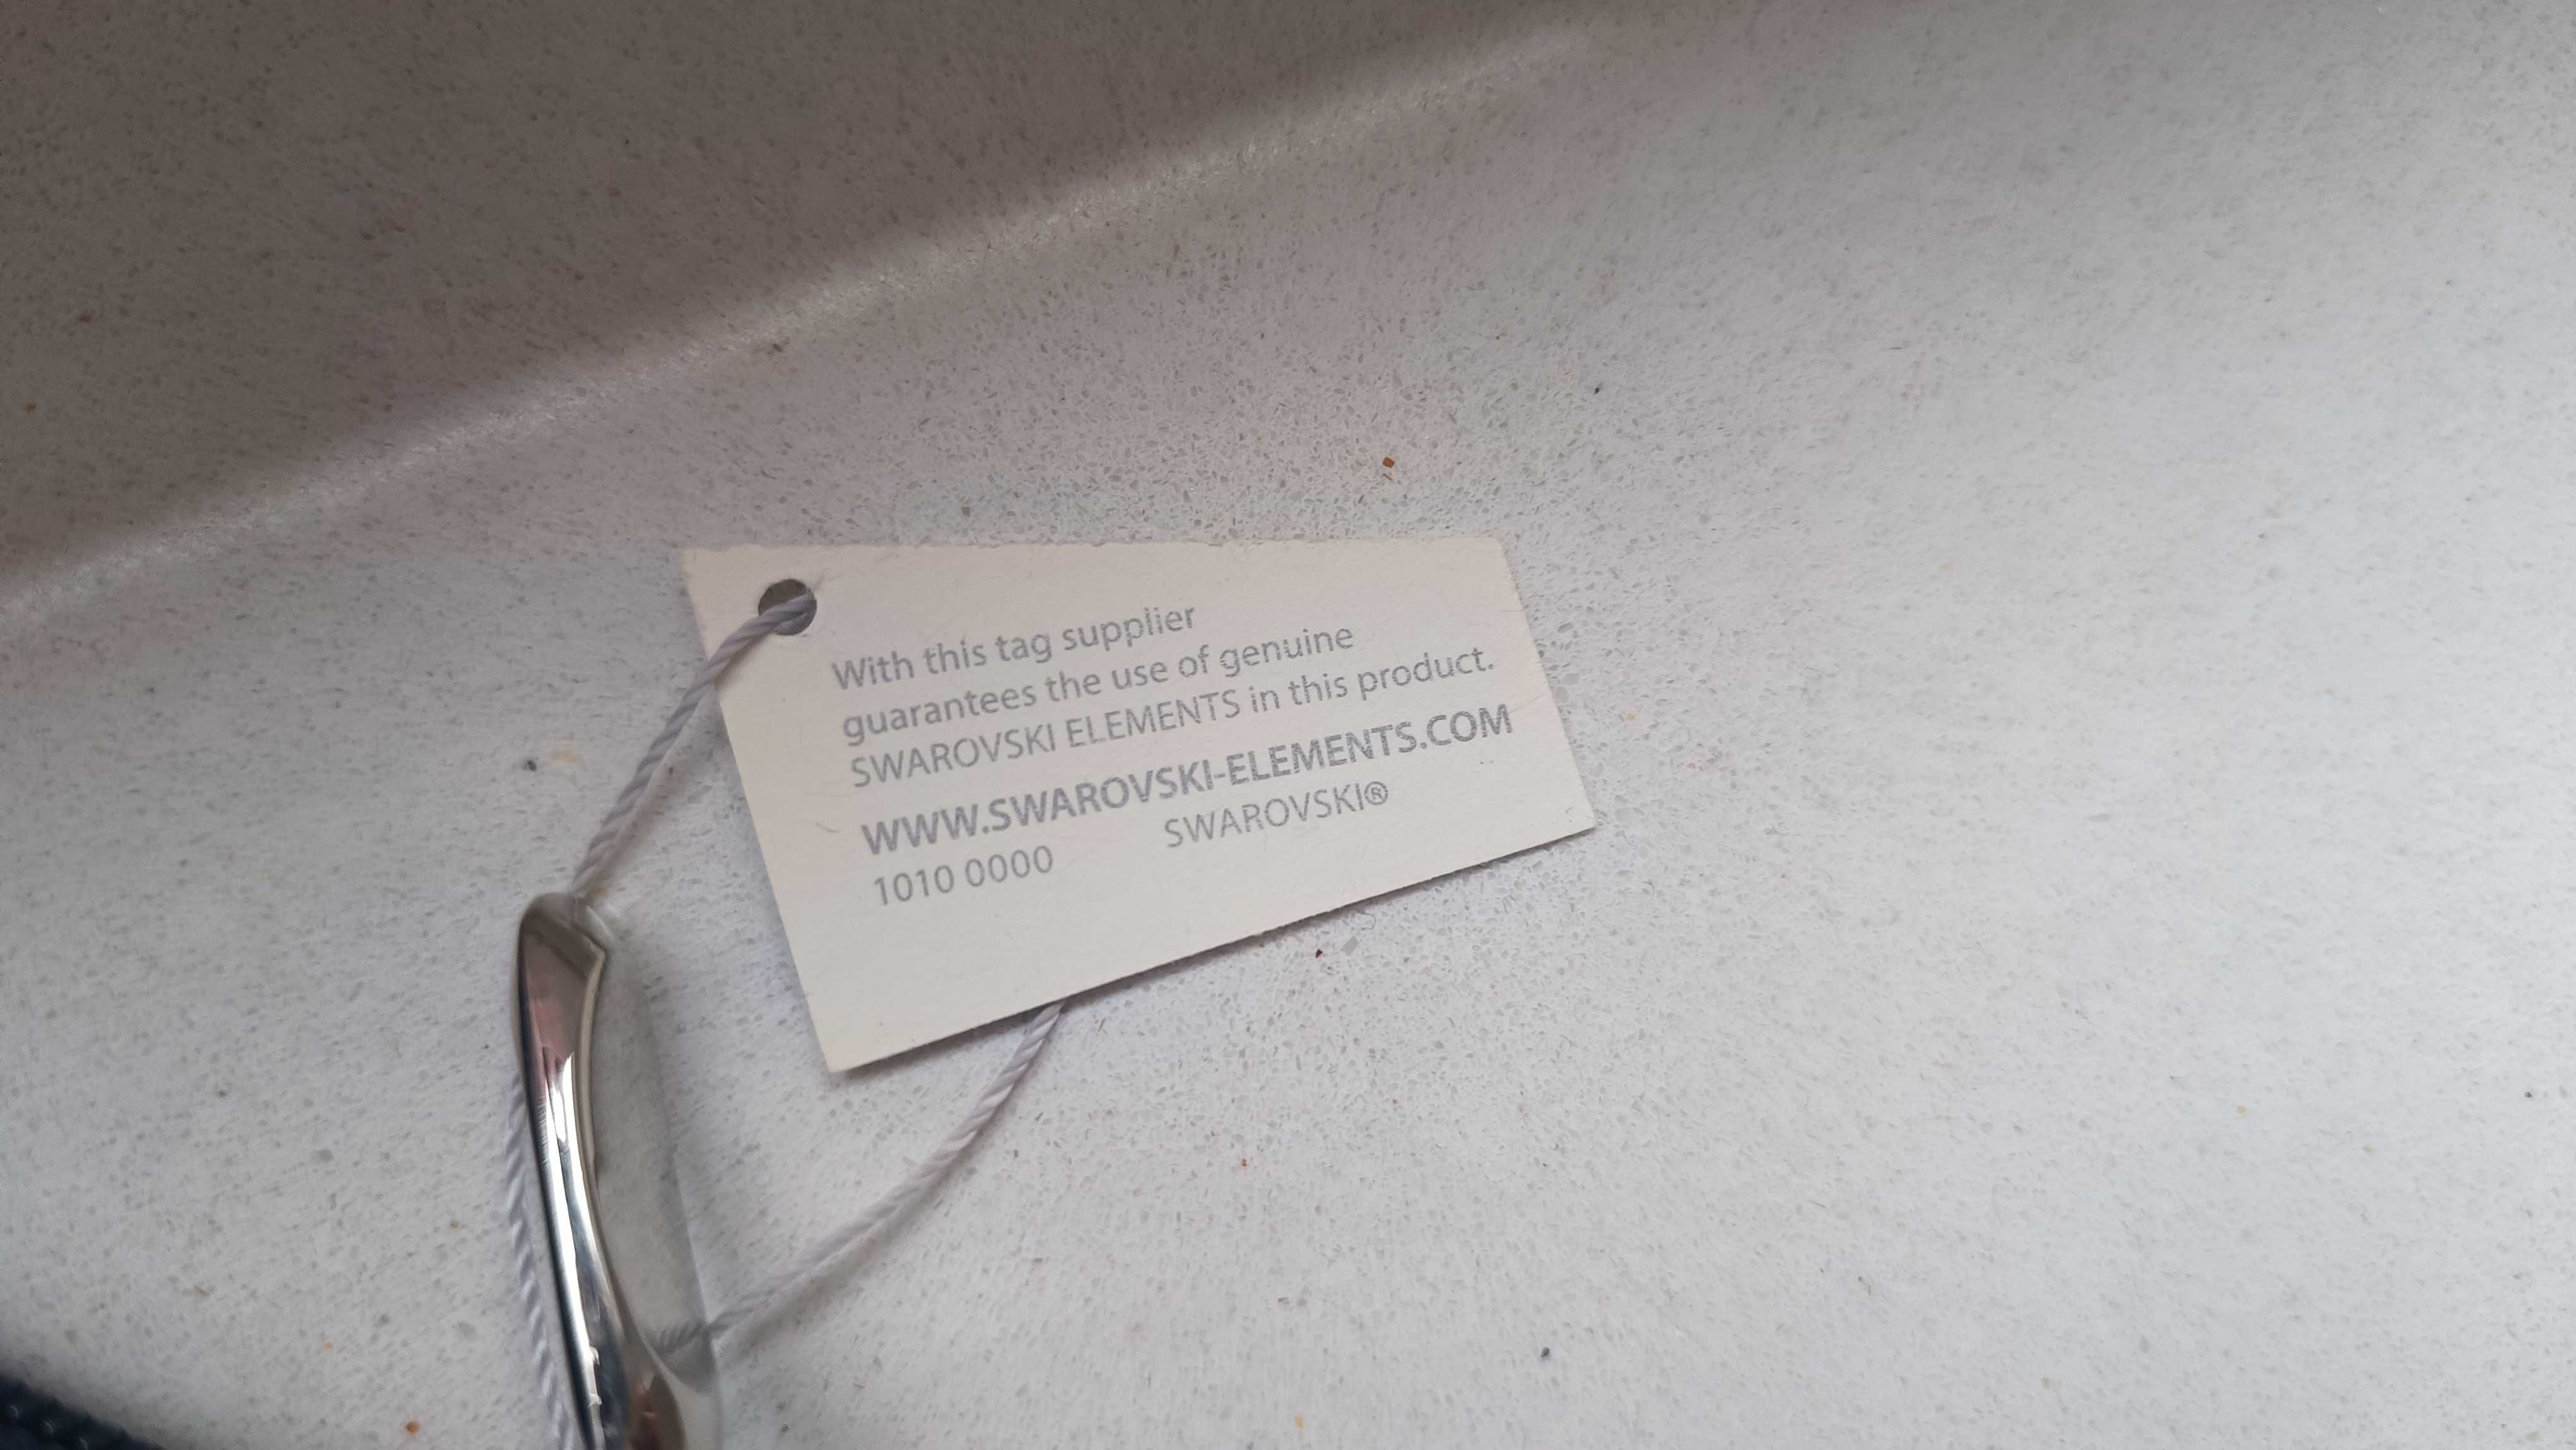 With this tag supplier
guarantees the use of genuine
SWAROVSKI ELEMENTS in this product.
WWW.SWAROVSKI-ELEMENTS.COM
1010 0000 SWAROVSKI®